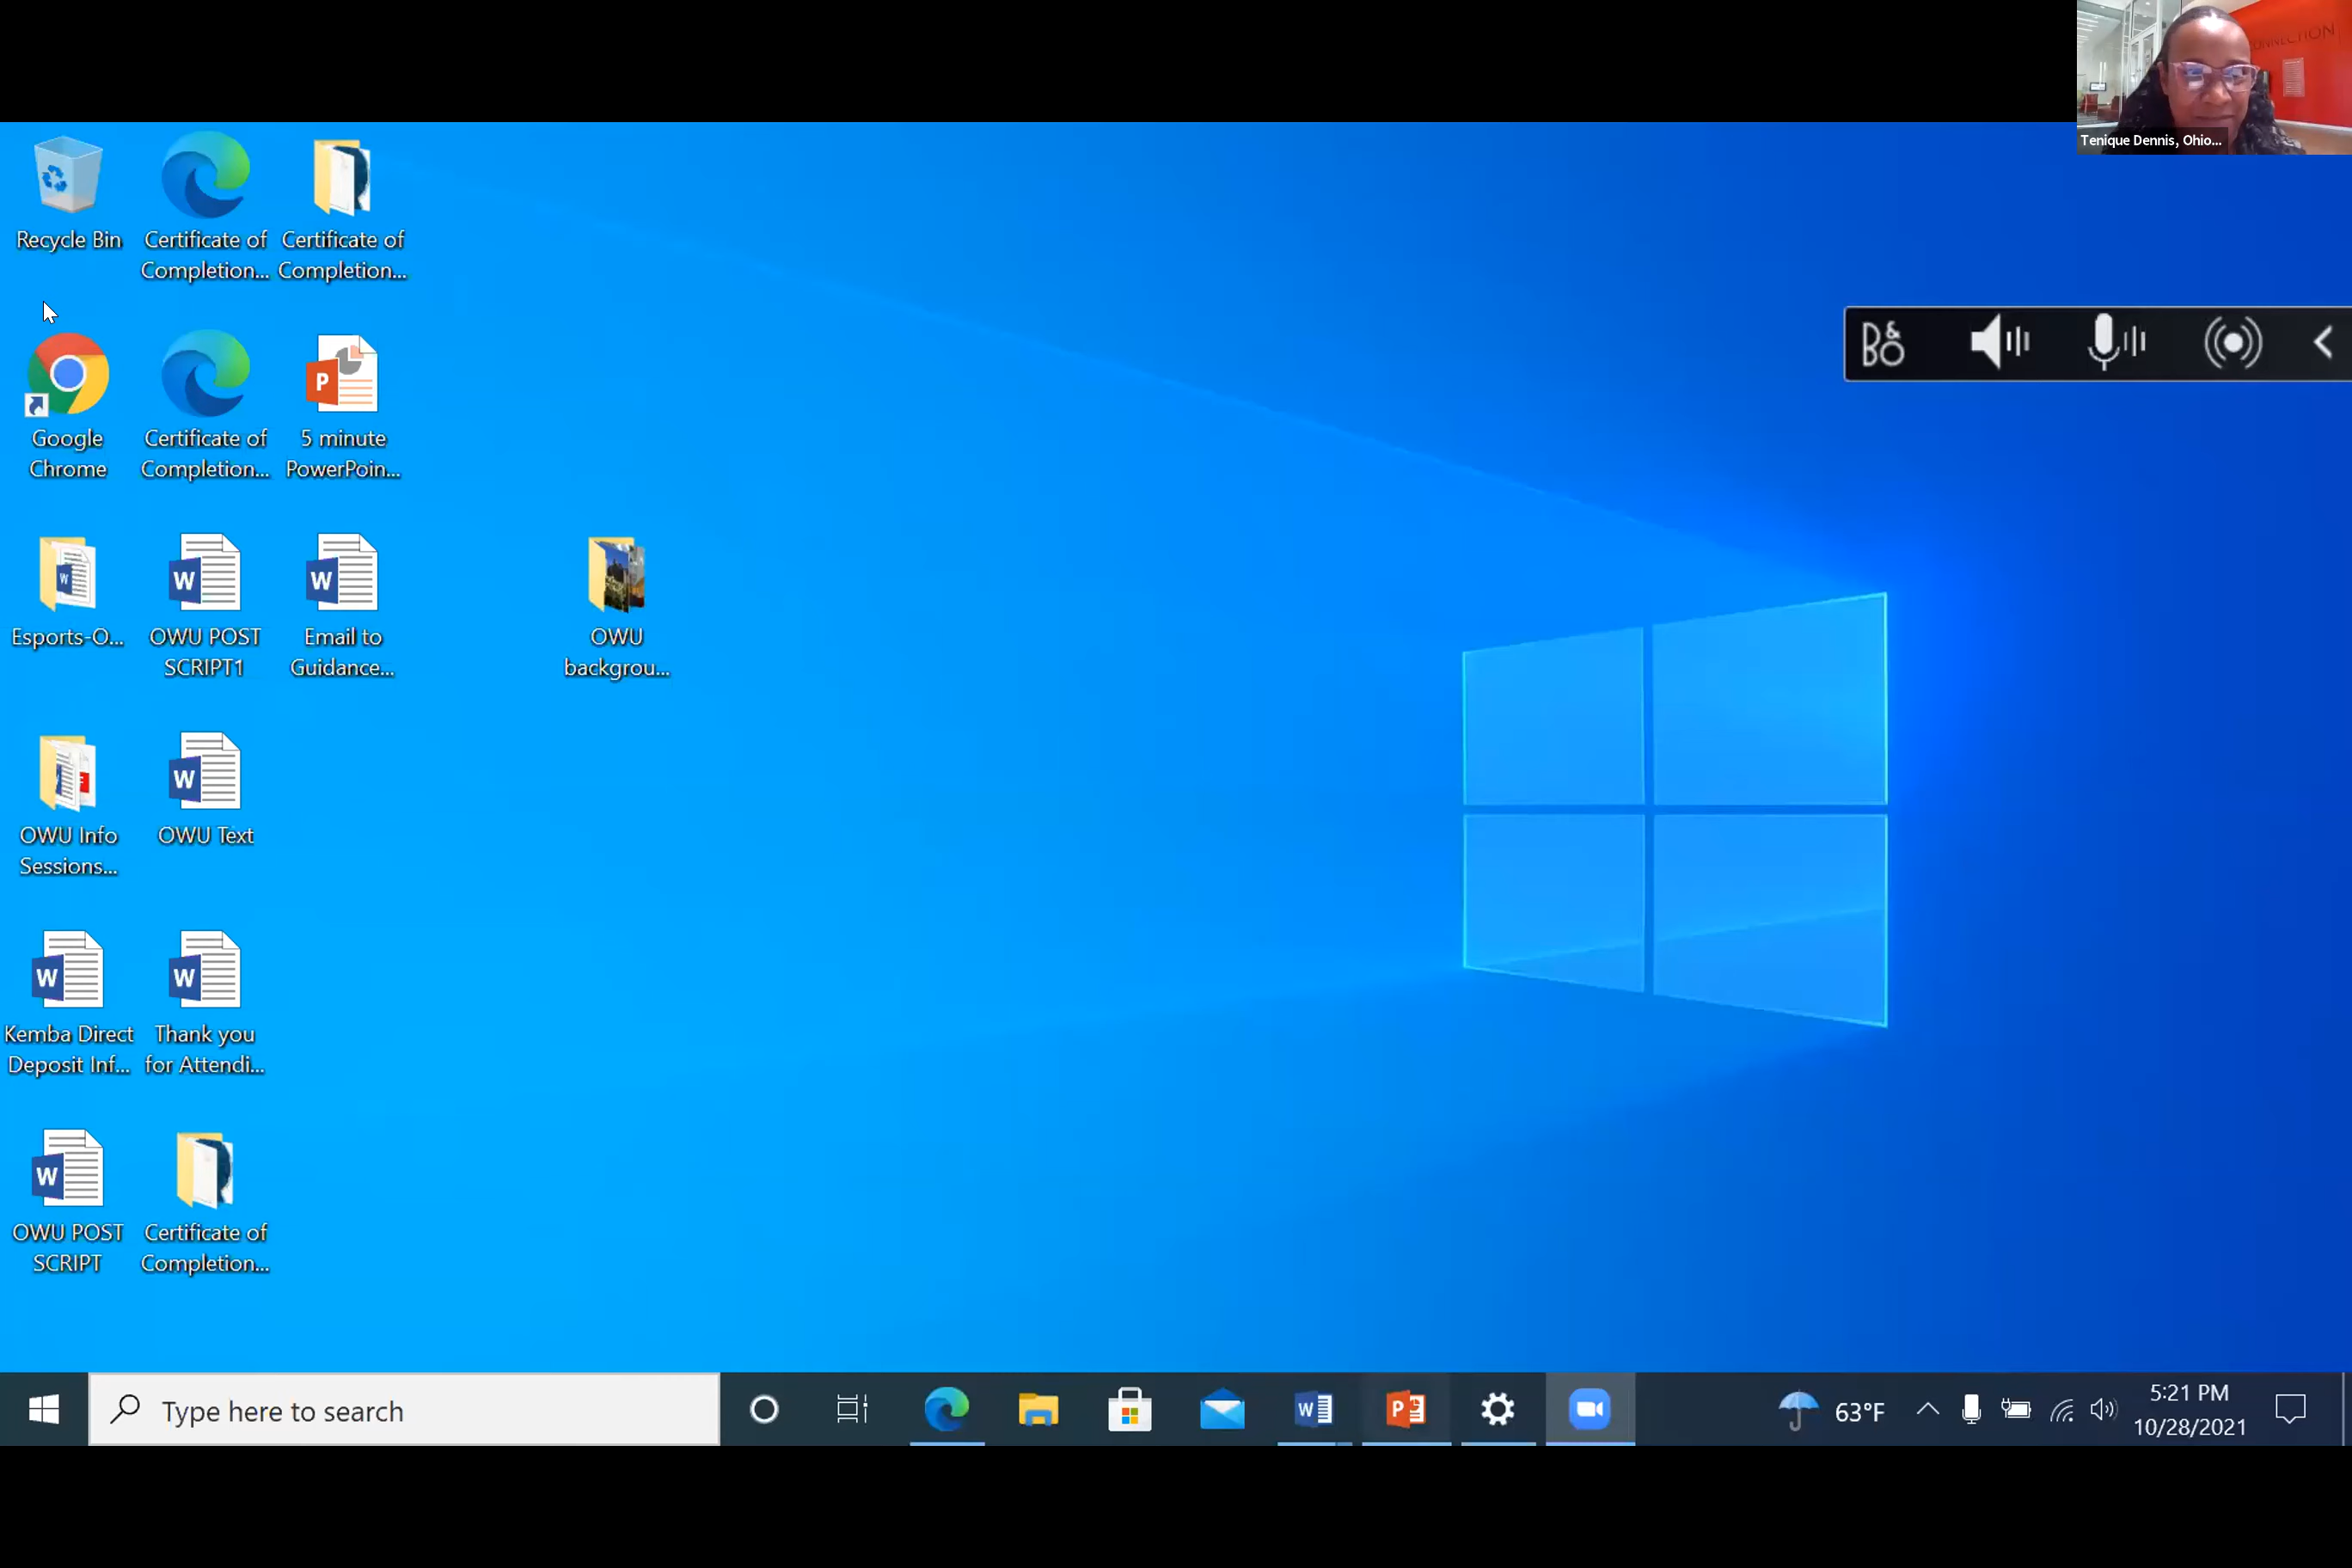 CONNECTION
Tenique Dennis, Ohio...
Recycle Bin
Certificate of
Completion...
Certificate of
Completion...
B&O
Google
Chrome
Certificate of
Completion...
5 minute
PowerPoin...
Esports-O...
OWU POST
SCRIPT1
Email to
Guidance...
OWU
backgrou...
OWU Info
Sessions...
OWU Text
Kemba Direct
Deposit Inf...
Thank you
for Attendi...
OWU POST
SCRIPT
Certificate of
Completion...
Type here to search
63°F
5:21 PM
10/28/2021